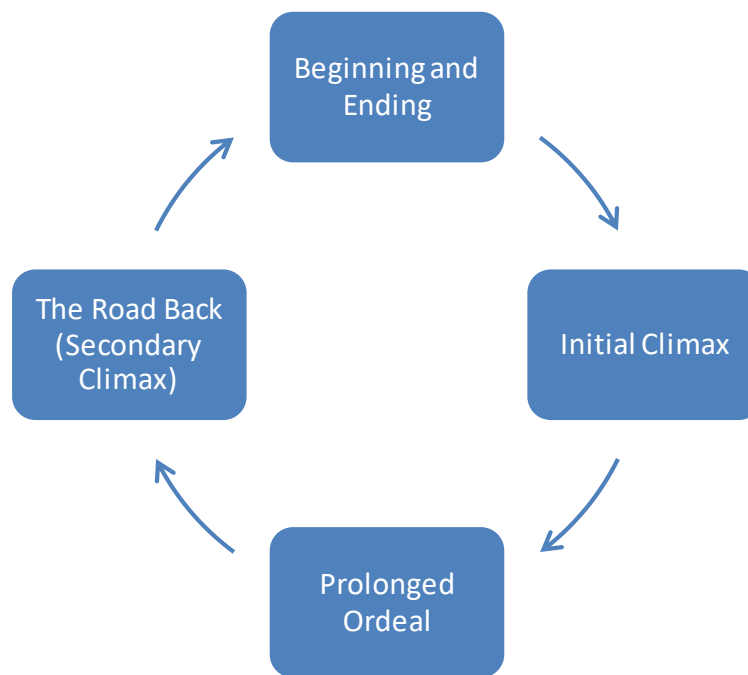 Beginning and
Ending
The Road Back
(Secondary
Climax)
Initial Climax
Prolonged
Ordeal